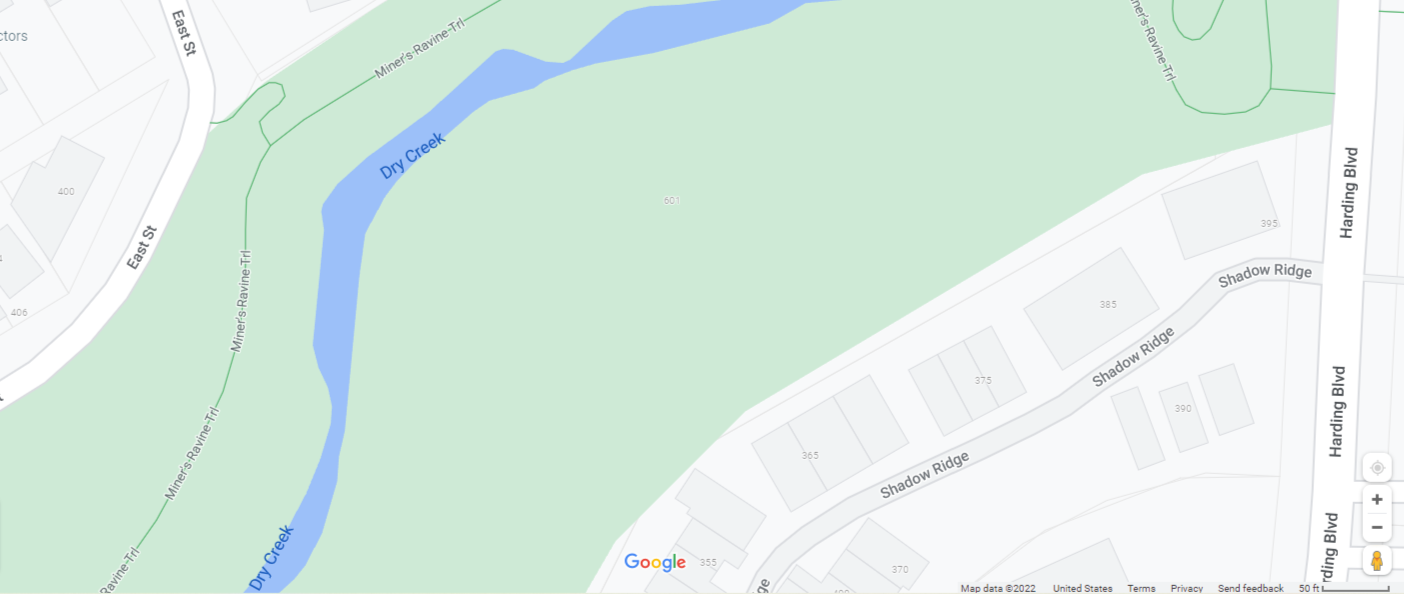 East St
Miner's-Ravine-Trl
Miner's-Ravine-Trl
ctors
Dry Creek
Harding Blvd
400
601
395
East St
Shadow Ridge
Miner's-Ravine-Trl
385
406
Shadow Ridge
375
Harding Blvd
390
Miner's-Ravine-Trl
365
Shadow Ridge
Harding Blvd
Dry Creek
Ravine-Trl
Google
355
370
400
ge
Map data ©2022 United States Terms Privacy Send feedback 50 ft